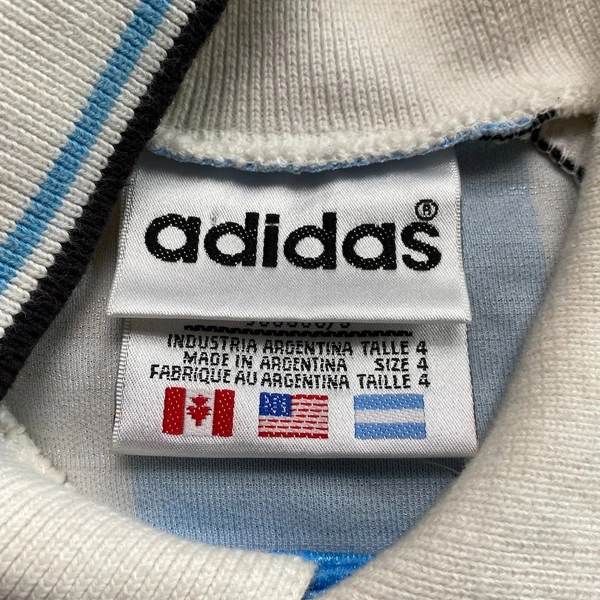 adidas®
INDUSTRIA ARGENTINA TALLE 4
MADE IN ARGENTINA SIZE 4
FABRIQUE AU ARGENTINA TAILLE 4